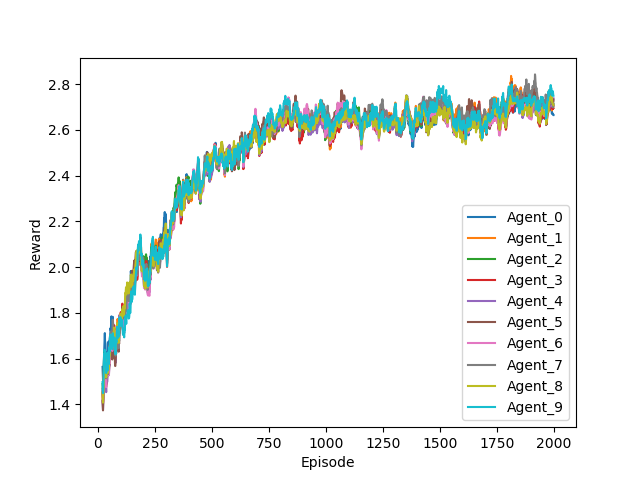 2.8
2.6
2.4
2.2
2.0
1.8
1.6
1.4
Reward
0 250 500 750 1000 1250 1500 1750 2000
Episode
Agent_0
Agent_1
Agent_2
Agent_3
Agent_4
Agent_5
Agent_6
Agent_7
Agent_8
Agent_9